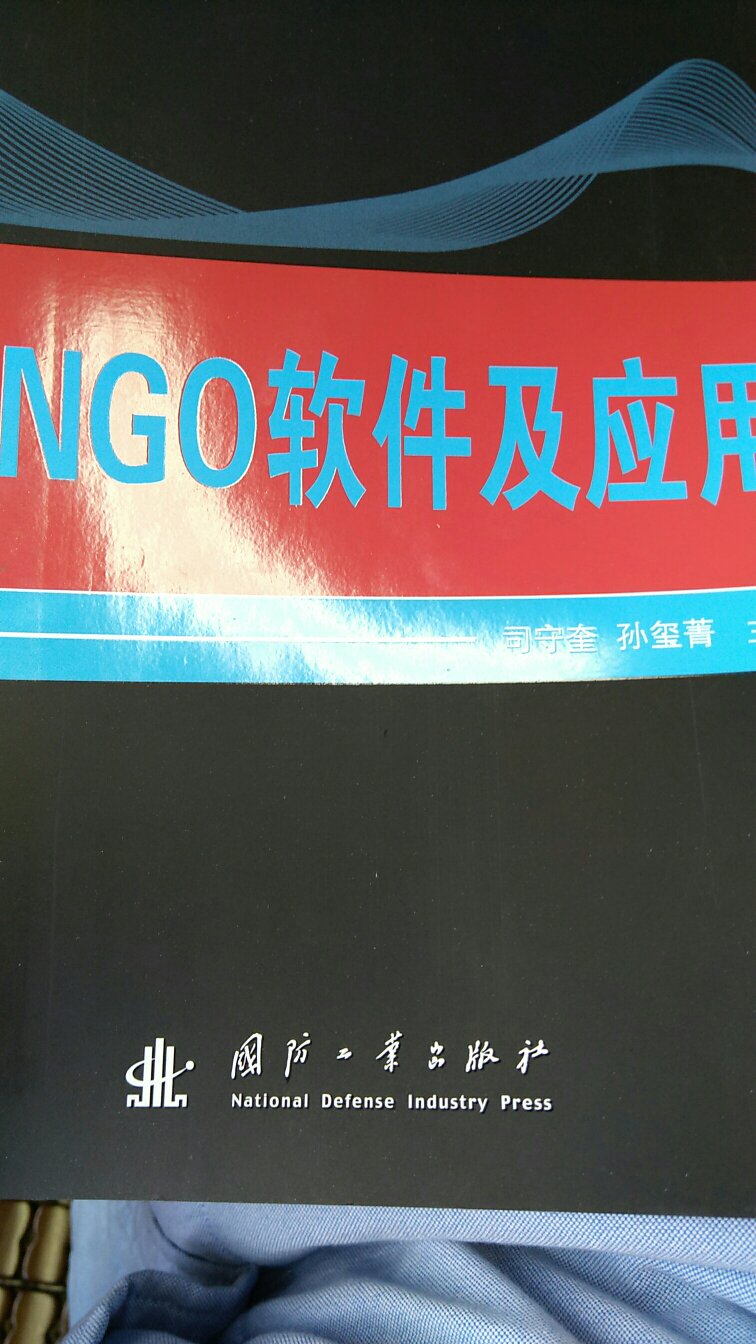 NGO软件及应用
司守奎 孙玺菁
國防工業出版社
National Defense Industry Press